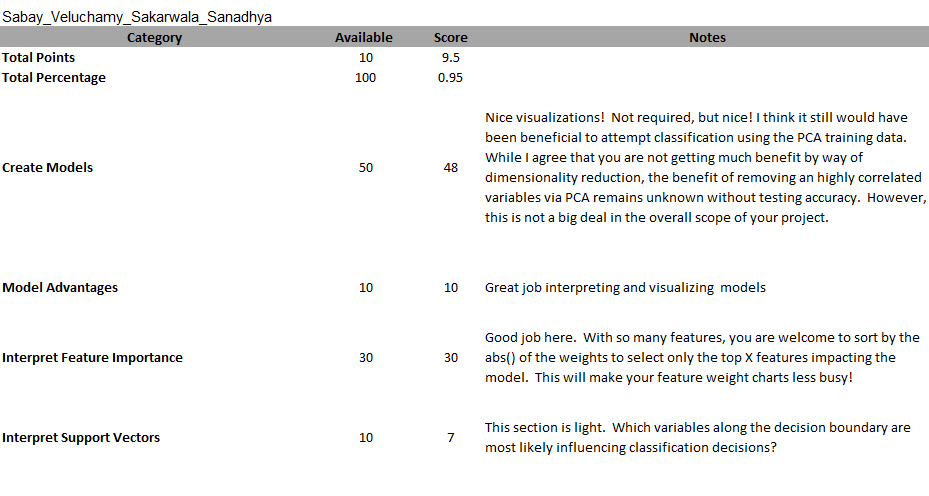 Sabay_Veluchamy_Sakarwala_Sanadhya
Category Available Score Notes
Total Points 10 9.5
Total Percentage 100 0.95
Nice visualizations!  Not required, but nice! I think it still would have
been beneficial to attempt classification using the PCA training data.
While I agree that you are not getting much benefit by way of
Create Models 50 48 dimensionality reduction, the benefit of removing an highly correlated
variables via PCA remains unknown without testing accuracy.  However,
this is not a big deal in the overall scope of your project.
Model Advantages 10 10 Great job interpreting and visualizing  models
Good job here.  With so many features, you are welcome to sort by the
Interpret Feature Importance 30 30 abs() of the weights to select only the top X features impacting the
model.  This will make your feature weight charts less busy!
This section is light.  Which variables along the decision boundary are
Interpret Support Vectors 10 7 most likely influencing classification decisions?